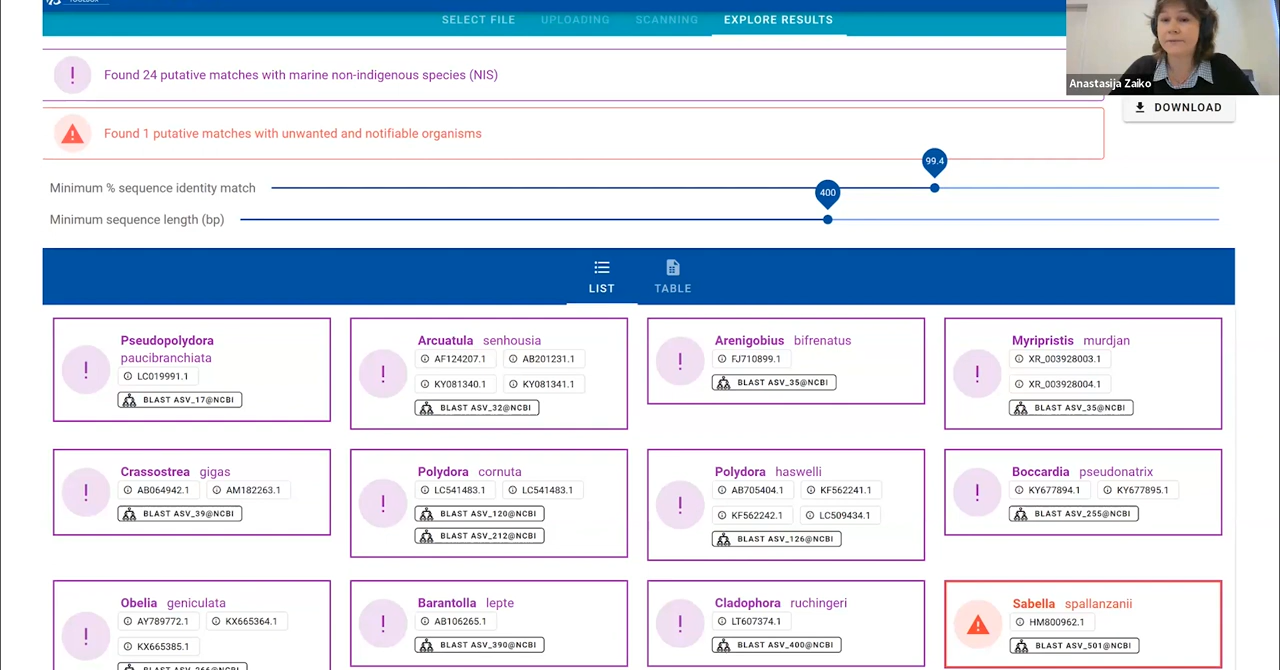 TOOLBOX
SELECT FILE UPLOADING SCANNING EXPLORE RESULTS
Anastasija Zaiko
Found 24 putative matches with marine non-indigenous species (NIS)
DOWNLOAD
Found 1 putative matches with unwanted and notifiable organisms
99.4
Minimum % sequence identity match
400
Minimum sequence length (bp)
LIST TABLE
Pseudopolydora
paucibranchiata
LC019991.1
BLAST ASV_17@NCBI
Arcuatula senhousia
AF124207.1 AB201231.1
KY081340.1 KY081341.1
BLAST ASV_32@NCBI
Arenigobius bifrenatus
FJ710899.1
BLAST ASV_35@NCBI
Myripristis murdjan
XR_003928003.1
XR_003928004.1
BLAST ASV_35@NCBI
Crassostrea gigas
AB064942.1 AM182263.1
BLAST ASV_39@NCBI
Polydora cornuta
LC541483.1 LC541483.1
BLAST ASV_120@NCBI
BLAST ASV_212@NCBI
Polydora haswelli
AB705404.1 KF562241.1
KF562242.1 LC509434.1
BLAST ASV_126@NCBI
Boccardia pseudonatrix
KY677894.1 KY677895.1
BLAST ASV_255@NCBI
Obelia geniculata
AY789772.1 KX665364.1
KX665385.1
BLAST ASV_266@NCBI
Barantolla lepte
AB106265.1
BLAST ASV_390@NCBI
Cladophora ruchingeri
LT607374.1
BLAST ASV_400@NCBI
Sabella spallanzanii
HM800962.1
BLAST ASV_501@NCBI